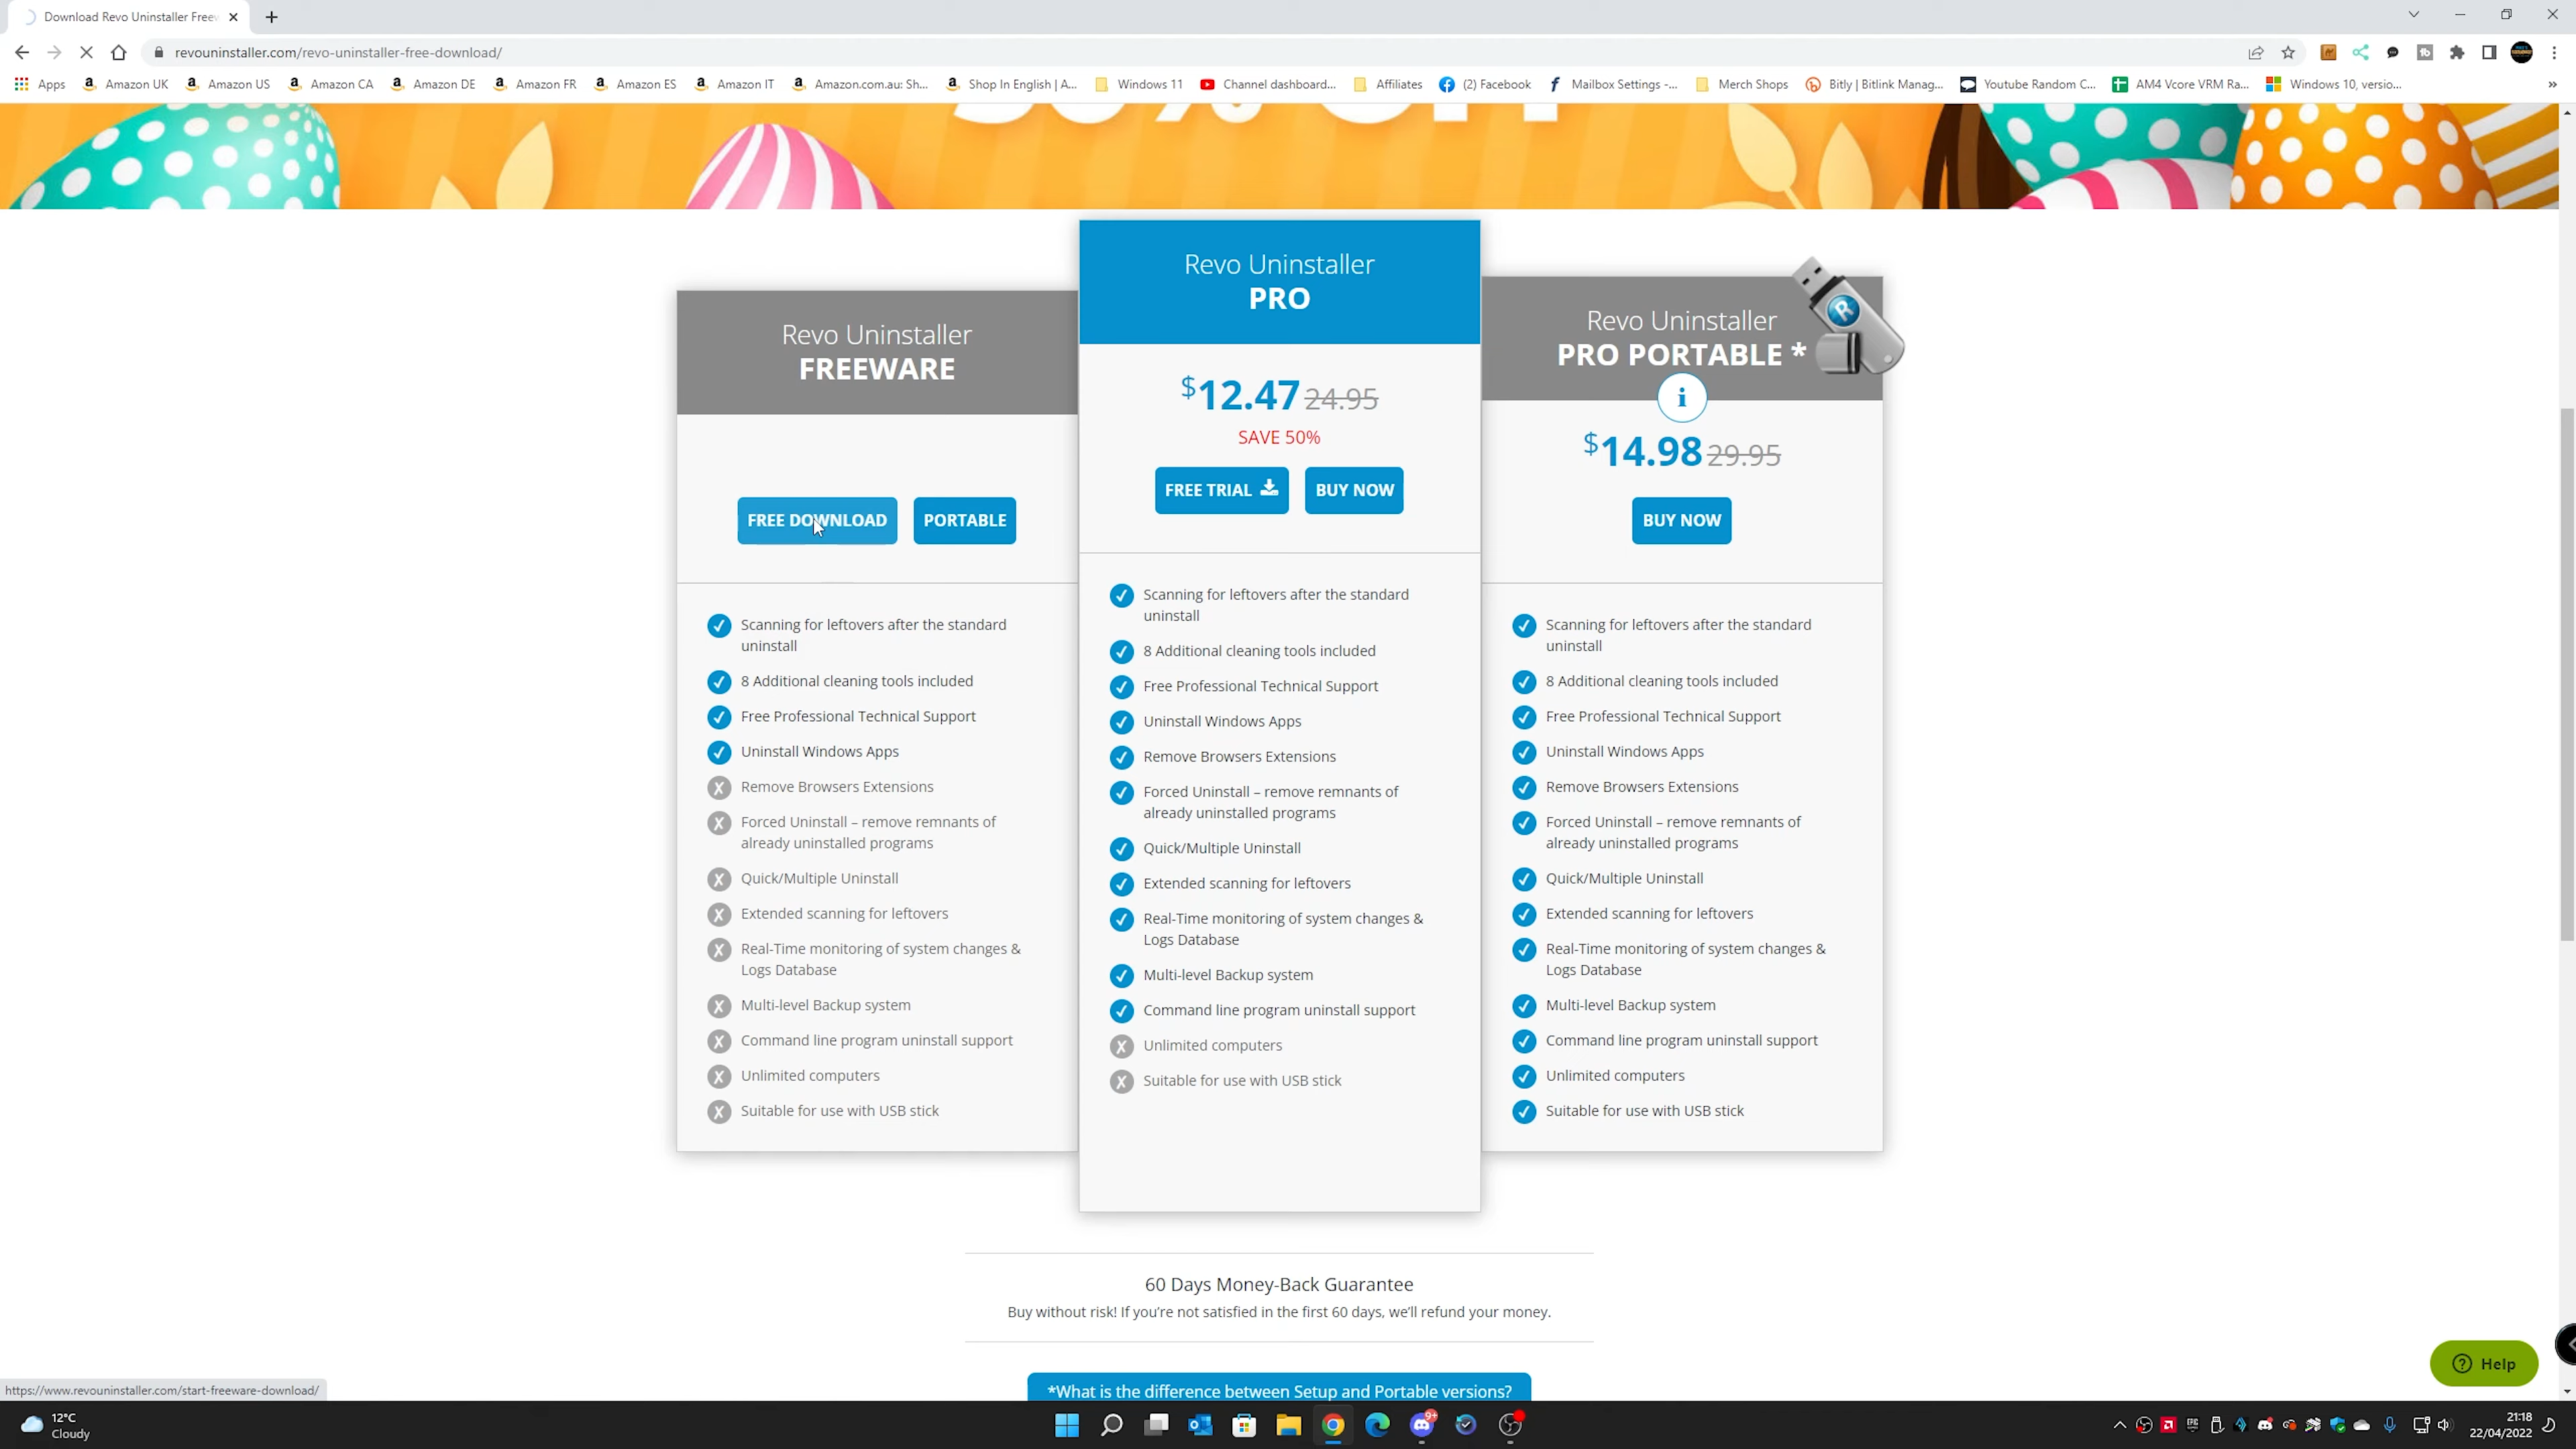 Download Revo Uninstaller Freew
revouninstaller.com/revo-uninstaller-free-download/
Apps
Amazon UK
Amazon US
Amazon CA
Amazon DE
Amazon FR
Amazon ES
Amazon IT
Amazon.com.au: Sh...
Shop In English | A...
Windows 11
Channel dashboard...
Affiliates
(2) Facebook
Mailbox Settings -...
Merch Shops
Bitly | Bitlink Manag...
Youtube Random C...
AM4 Vcore VRM Ra...
Windows 10, versio...
Revo Uninstaller
FREEWARE
FREE DOWNLOAD
PORTABLE
Scanning for leftovers after the standard
uninstall
8 Additional cleaning tools included
Free Professional Technical Support
Uninstall Windows Apps
Remove Browsers Extensions
Forced Uninstall – remove remnants of
already uninstalled programs
Quick/Multiple Uninstall
Extended scanning for leftovers
Real-Time monitoring of system changes &
Logs Database
Multi-level Backup system
Command line program uninstall support
Unlimited computers
Suitable for use with USB stick
Revo Uninstaller
PRO
$12.47 24.95
SAVE 50%
FREE TRIAL
BUY NOW
Scanning for leftovers after the standard
uninstall
8 Additional cleaning tools included
Free Professional Technical Support
Uninstall Windows Apps
Remove Browsers Extensions
Forced Uninstall – remove remnants of
already uninstalled programs
Quick/Multiple Uninstall
Extended scanning for leftovers
Real-Time monitoring of system changes &
Logs Database
Multi-level Backup system
Command line program uninstall support
Unlimited computers
Suitable for use with USB stick
Revo Uninstaller
PRO PORTABLE *
i
$14.98 29.95
BUY NOW
Scanning for leftovers after the standard
uninstall
8 Additional cleaning tools included
Free Professional Technical Support
Uninstall Windows Apps
Remove Browsers Extensions
Forced Uninstall – remove remnants of
already uninstalled programs
Quick/Multiple Uninstall
Extended scanning for leftovers
Real-Time monitoring of system changes &
Logs Database
Multi-level Backup system
Command line program uninstall support
Unlimited computers
Suitable for use with USB stick
60 Days Money-Back Guarantee
Buy without risk! If you're not satisfied in the first 60 days, we'll refund your money.
*What is the difference between Setup and Portable versions?
Help
https://www.revouninstaller.com/start-freeware-download/
12°C
Cloudy
9+
21:18
22/04/2022